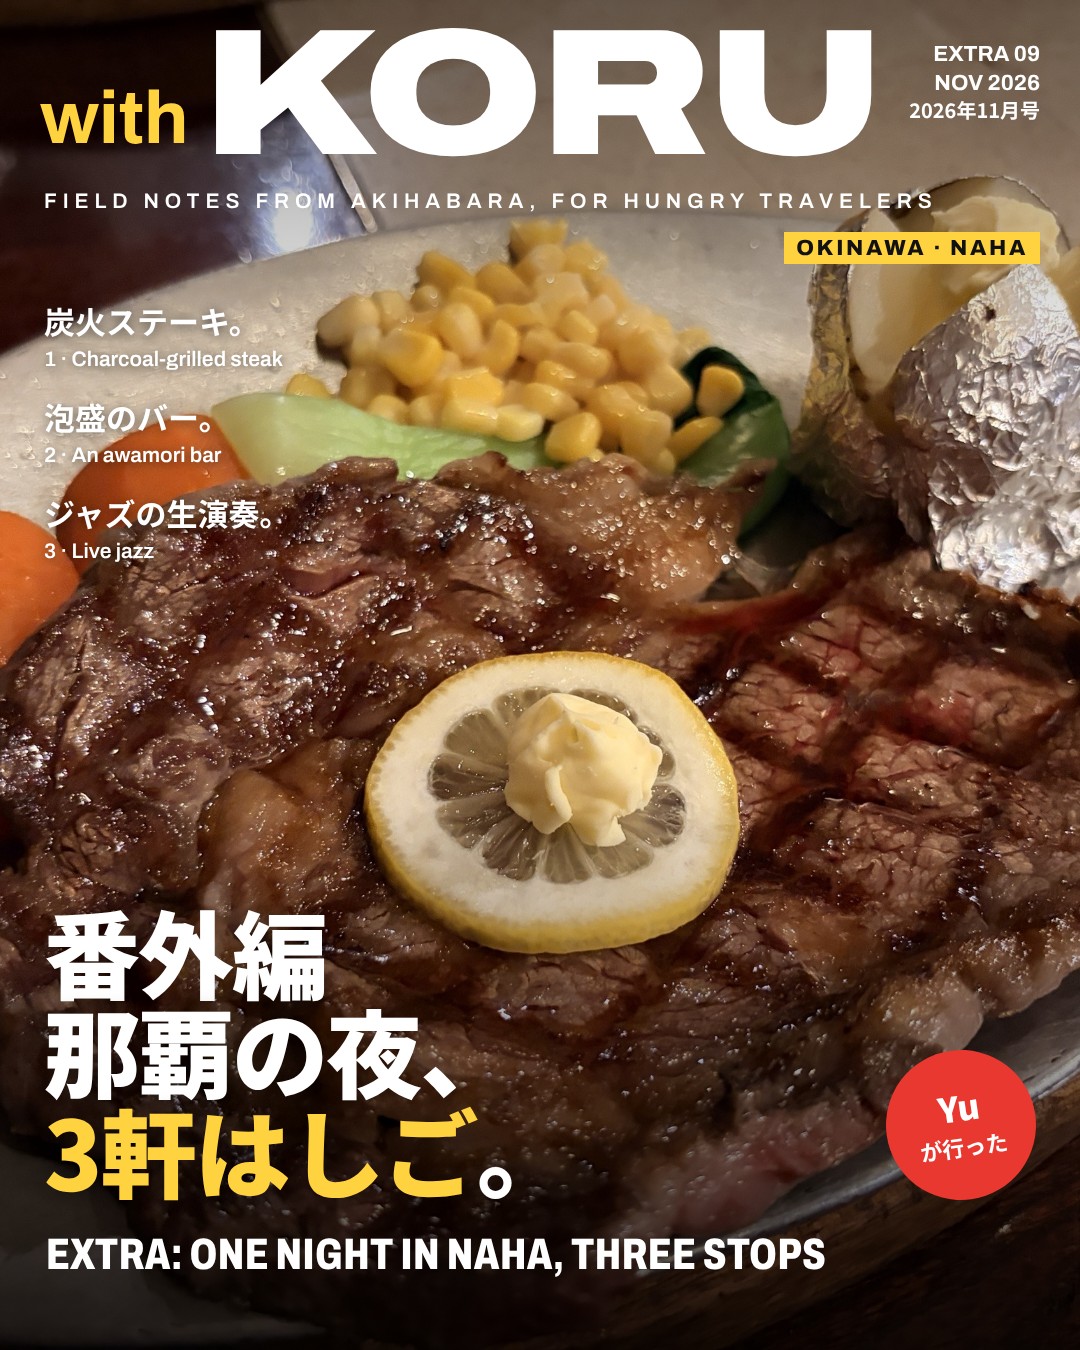 with KORU
EXTRA 09
NOV 2026
2026年11月号
FIELD NOTES FROM AKIHABARA, FOR HUNGRY TRAVELERS
OKINAWA · NAHA
炭火ステーキ。
1 · Charcoal-grilled steak
泡盛のバー。
2 · An awamori bar
ジャズの生演奏。
3 · Live jazz
番外編
那覇の夜、
3軒はしご。
Yu
が行った
EXTRA: ONE NIGHT IN NAHA, THREE STOPS